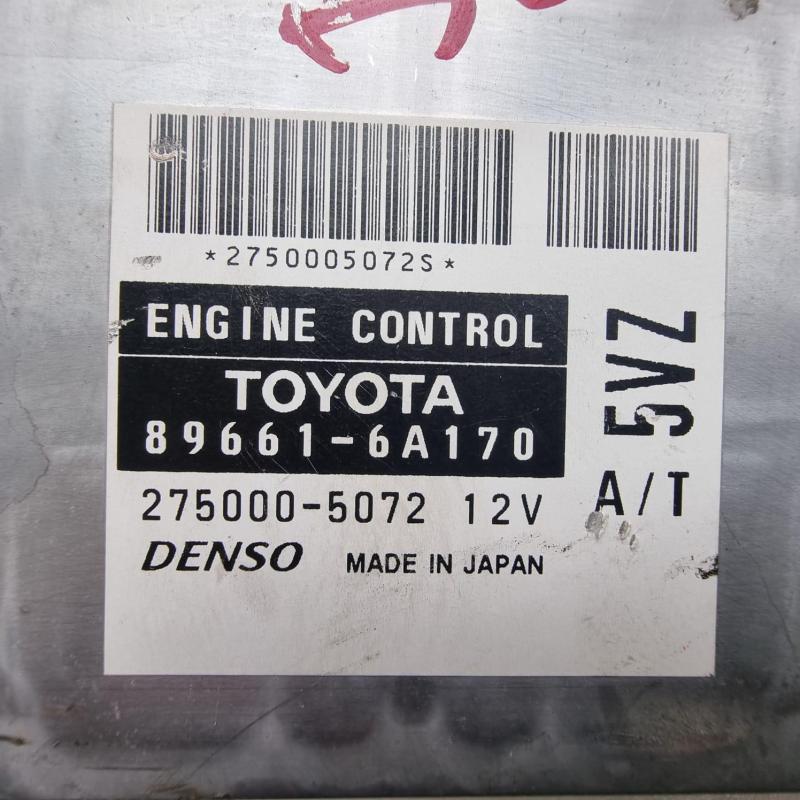 *2750005072S*
ENGINE CONTROL
TOYOTA
89661-6A170
275000-5072 12V
DENSO MADE IN JAPAN
5VZ
A/T